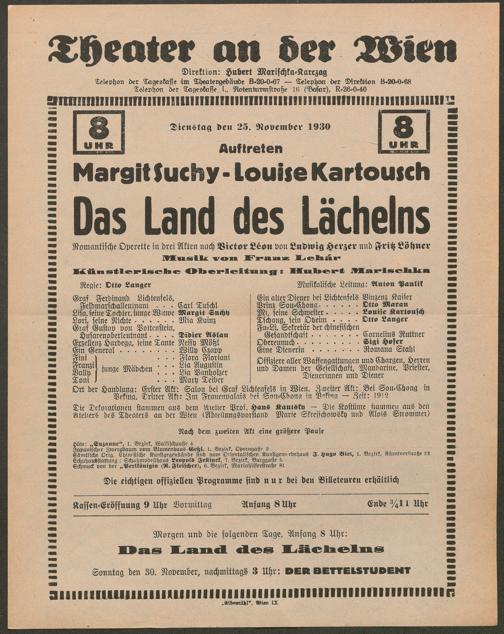 Theater an der Wien
Direktion: Hubert Marischka-Karczag
Telephon der Tageskasse im Theatergebäude B-20-0-67 — Telephon der Direktion B-20-0-68
Telephon der Tageskasse I., Rotenturmstraße 16 (Basar), R-26-0-40
8 UHR
Dienstag den 25. November 1930
8 UHR
Auftreten
Margit Suchy - Louise Kartousch
Das Land des Lächelns
Romantische Operette in drei Akten nach Victor Léon von Ludwig Herzer und Fritz Löhner
Musik von Franz Lehár
Künstlerische Oberleitung: Hubert Marischka
Regie: Otto Langer
Musikalische Leitung: Anton Paulik
Graf Ferdinand Lichtenfels,
Feldmarschalleutnant . . Carl Tuschl
Lisa, seine Tochter, junge Witwe Margit Suchy
Lori, seine Nichte . . . Mia Rainz
Graf Gustav von Pottenstein,
Husarenoberleutnant . . Didier Aslan
Exzellenz Hardegg, seine Tante Nelly Mößl
Ein General . . . Willy Czopp
Fini
Franzi
Vally
Toni
junge Mädchen
Flora Floriani
Lia Augustin
Lia Banholzer
Mary Treiber
Ein alter Diener bei Lichtenfels Vinzenz Kaiser
Prinz Sou-Chong . . . Otto Maran
Mi, seine Schwester . . . Louise Kartousch
Tschang, sein Oheim . . . Otto Langer
Fu-Li, Sekretär der chinesischen
Gesandtschaft . . . Cornelius Kuttner
Obereunuch . . . Gigi Hofer
Eine Dienerin . . . Romana Stahl
Offiziere aller Waffengattungen und Chargen, Herren
und Damen der Gesellschaft, Mandarine, Priester,
Dienerinnen und Diener
Ort der Handlung: Erster Akt: Salon bei Graf Lichtenfels in Wien. Zweiter Akt: Bei Sou-Chong in
Peking. Dritter Akt: Im Frauenpalais bei Sou-Chong in Peking — Zeit: 1912
Die Dekorationen stammen aus dem Atelier Prof. Hans Kautsky — Die Kostüme stammen aus den
Ateliers des Theaters an der Wien (Abteilungsvorstand Marie Skreischovsky und Alois Strommer)
Nach dem zweiten Akt eine größere Pause
Hüte: „Suzanne“, 1. Bezirk, Wallfischgasse 4
Die richtigen offiziellen Programme sind nur bei den Billeteuren erhältlich
Kassen-Eröffnung 9 Uhr Vormittag
Anfang 8 Uhr
Ende ¾11 Uhr
Morgen und die folgenden Tage, Anfang 8 Uhr:
Das Land des Lächelns
Sonntag den 30. November, nachmittags 3 Uhr: DER BETTELSTUDENT